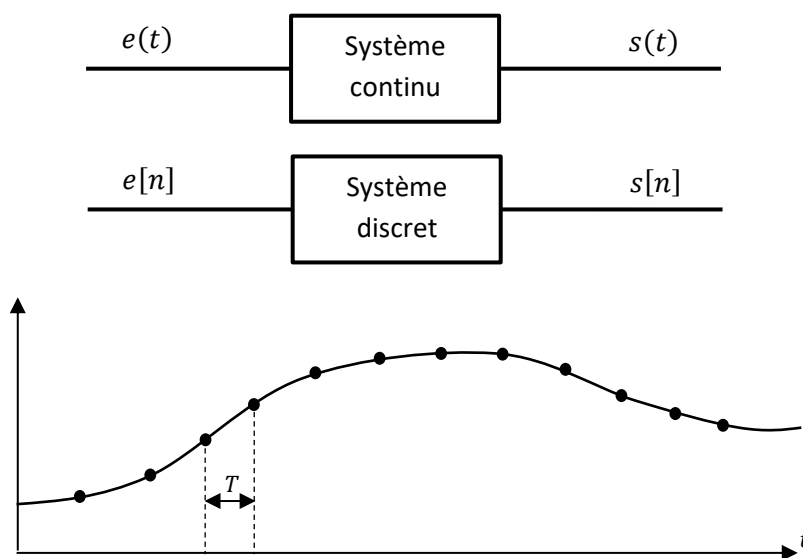 e(t)
Système
continu
s(t)
e[n]
Système
discret
s[n]
T
t